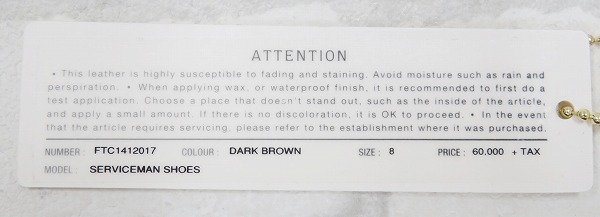 ATTENTION
• This leather is highly susceptible to fading and staining. Avoid moisture such as rain and
perspiration. • When applying wax, or waterproof finish, it is recommended to first do a
test application. Choose a place that doesn't stand out, such as the inside of the article,
and apply a small amount. If there is no discoloration, it is OK to proceed. • In the event
that the article requires servicing, please refer to the establishment where it was purchased.
NUMBER : FTC1412017 COLOUR : DARK BROWN SIZE : 8 PRICE : 60,000 + TAX
MODEL : SERVICEMAN SHOES